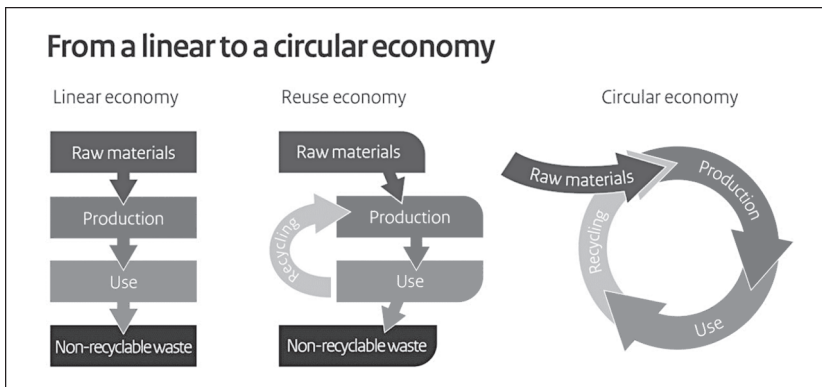 From a linear to a circular economy
Linear economy
Raw materials
Production
Use
Non-recyclable waste
Reuse economy
Raw materials
Production
Recycling
Use
Non-recyclable waste
Circular economy
Raw materials
Production
Use
Recycling